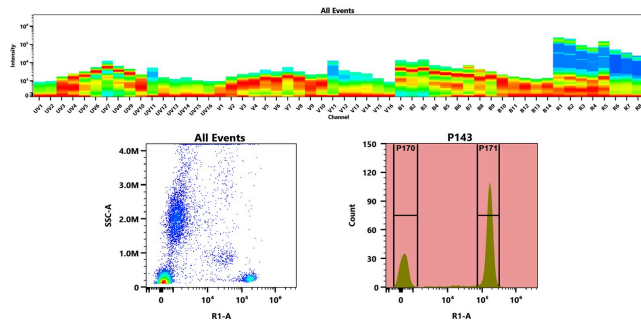 All Events
Intensity
10⁶
10⁵
10⁴
0
UV1 UV2 UV3 UV4 UV5 UV6 UV7 UV8 UV9 UV10 UV11 UV12 UV13 UV14 UV15 UV16 V1 V2 V3 V4 V5 V6 V7 V8 V9 V10 V11 V12 V13 V14 V15 V16 B1 B2 B3 B4 B5 B6 B7 B8 B9 B10 B11 B12 B13 B14 R1 R2 R3 R4 R5 R6 R7 R8
Channel
All Events
SSC-A
4.0M
3.0M
2.0M
1.0M
0
0 10⁴ 10⁵ 10⁶
R1-A
P143
P170 P171
Count
150
120
90
60
30
0
0 10⁴ 10⁵ 10⁶
R1-A